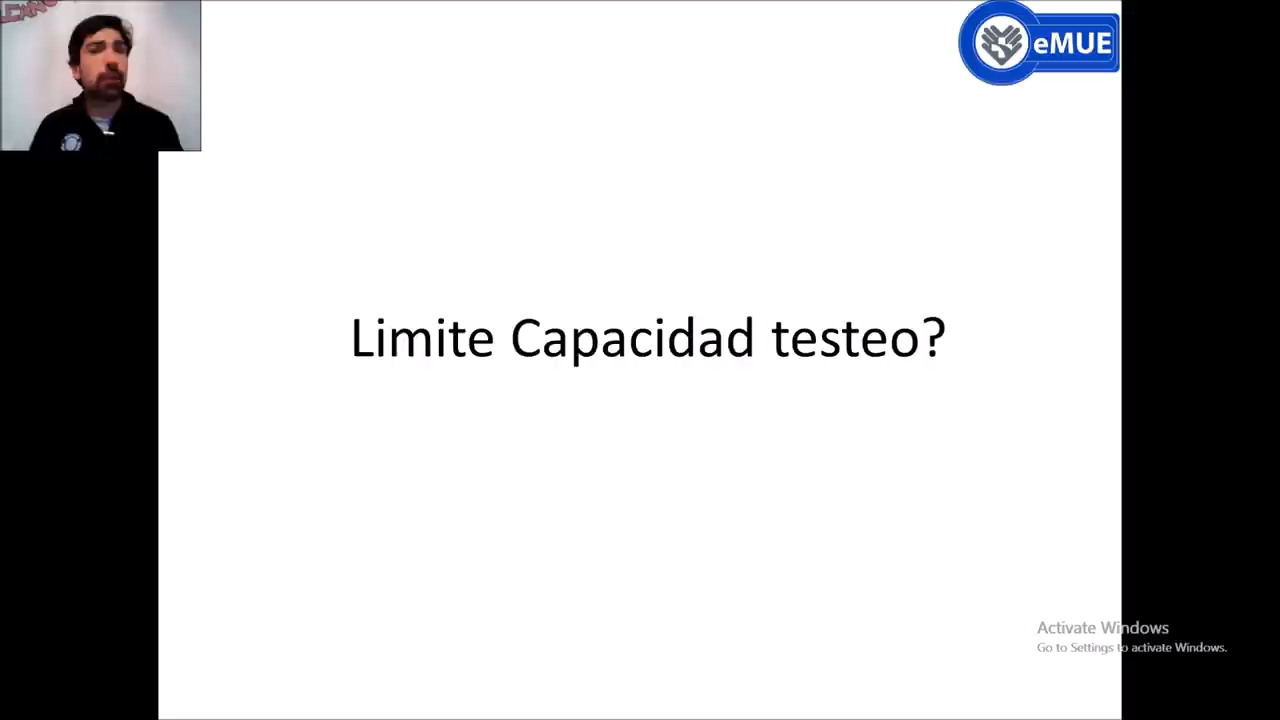 eMUE
Limite Capacidad testeo?
Activate Windows
Go to Settings to activate Windows.